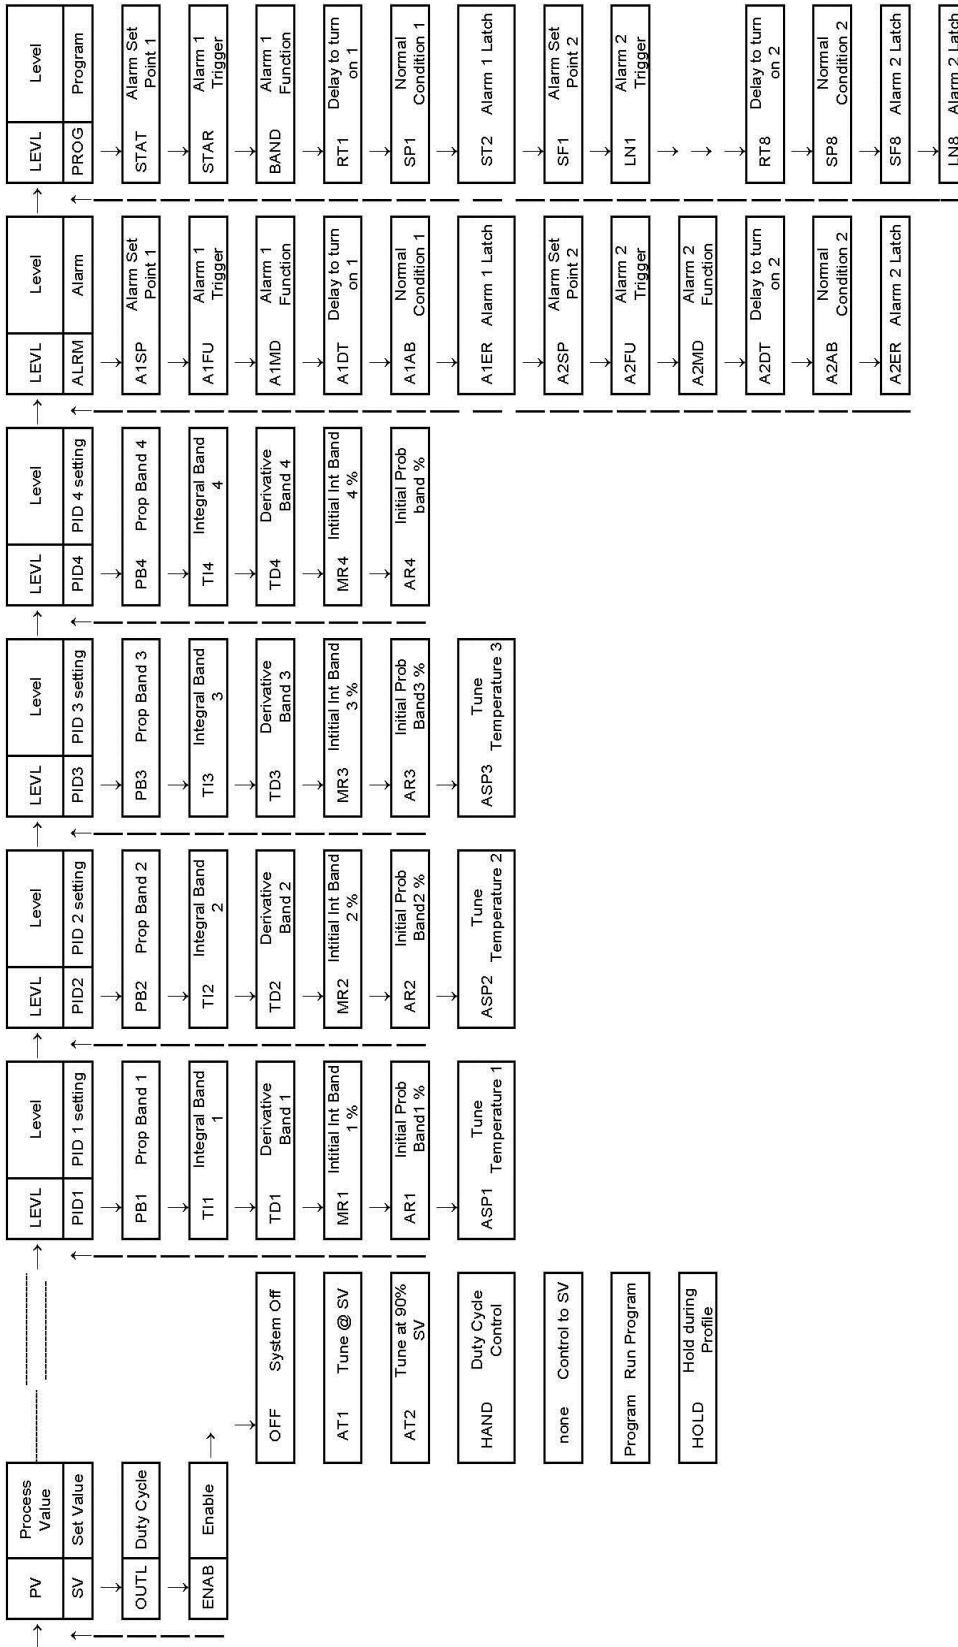 PV Process
Value
SV Set Value
OUTL Duty Cycle
ENAB Enable
OFF System Off
AT1 Tune @ SV
AT2 Tune at 90%
SV
HAND Duty Cycle
Control
none Control to SV
Program Run Program
HOLD Hold during
Profile
LEVL Level
PID1 PID 1 setting
PB1 Prop Band 1
TI1 Integral Band
1
TD1 Derivative
Band 1
MR1 Intitial Int Band
1 %
AR1 Initial Prob
Band1 %
ASP1 Tune
Temperature 1
LEVL Level
PID2 PID 2 setting
PB2 Prop Band 2
TI2 Integral Band
2
TD2 Derivative
Band 2
MR2 Intitial Int Band
2 %
AR2 Initial Prob
Band2 %
ASP2 Tune
Temperature 2
LEVL Level
PID3 PID 3 setting
PB3 Prop Band 3
TI3 Integral Band
3
TD3 Derivative
Band 3
MR3 Intitial Int Band
3 %
AR3 Initial Prob
Band3 %
ASP3 Tune
Temperature 3
LEVL Level
PID4 PID 4 setting
PB4 Prop Band 4
TI4 Integral Band
4
TD4 Derivative
Band 4
MR4 Intitial Int Band
4 %
AR4 Initial Prob
band %
LEVL Level
ALRM Alarm
A1SP Alarm Set
Point 1
A1FU Alarm 1
Trigger
A1MD Alarm 1
Function
A1DT Delay to turn
on 1
A1AB Normal
Condition 1
A1ER Alarm 1 Latch
A2SP Alarm Set
Point 2
A2FU Alarm 2
Trigger
A2MD Alarm 2
Function
A2DT Delay to turn
on 2
A2AB Normal
Condition 2
A2ER Alarm 2 Latch
LEVL Level
PROG Program
STAT Alarm Set
Point 1
STAR Alarm 1
Trigger
BAND Alarm 1
Function
RT1 Delay to turn
on 1
SP1 Normal
Condition 1
ST2 Alarm 1 Latch
SF1 Alarm Set
Point 2
LN1 Alarm 2
Trigger
RT8 Delay to turn
on 2
SP8 Normal
Condition 2
SF8 Alarm 2 Latch
LN8 Alarm 2 Latch